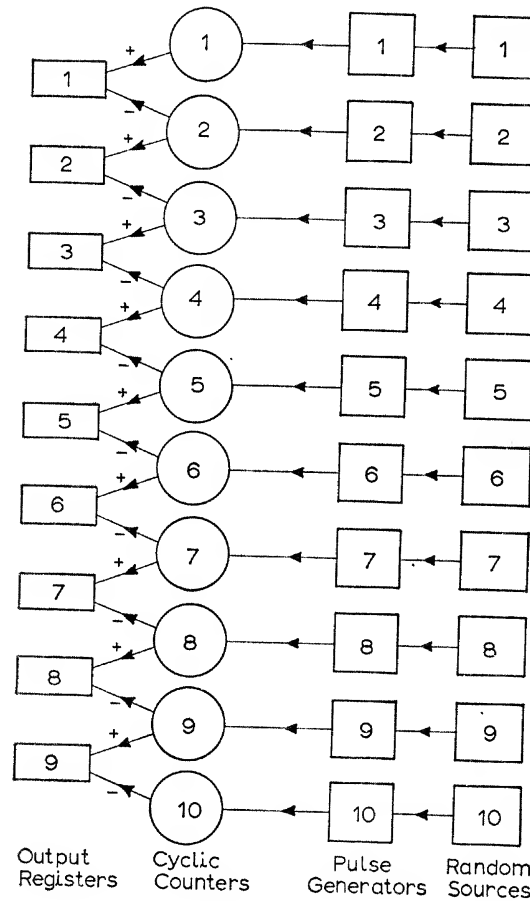 + 1 1 1
1
−
+ 2 2 2
2
−
+ 3 3 3
3
−
+ 4 4 4
4
−
+ 5 5 5
5
−
+ 6 6 6
6
−
+ 7 7 7
7
−
+ 8 8 8
8
−
+ 9 9 9
9
−
10 10 10
Output Registers
Cyclic Counters
Pulse Generators
Random Sources